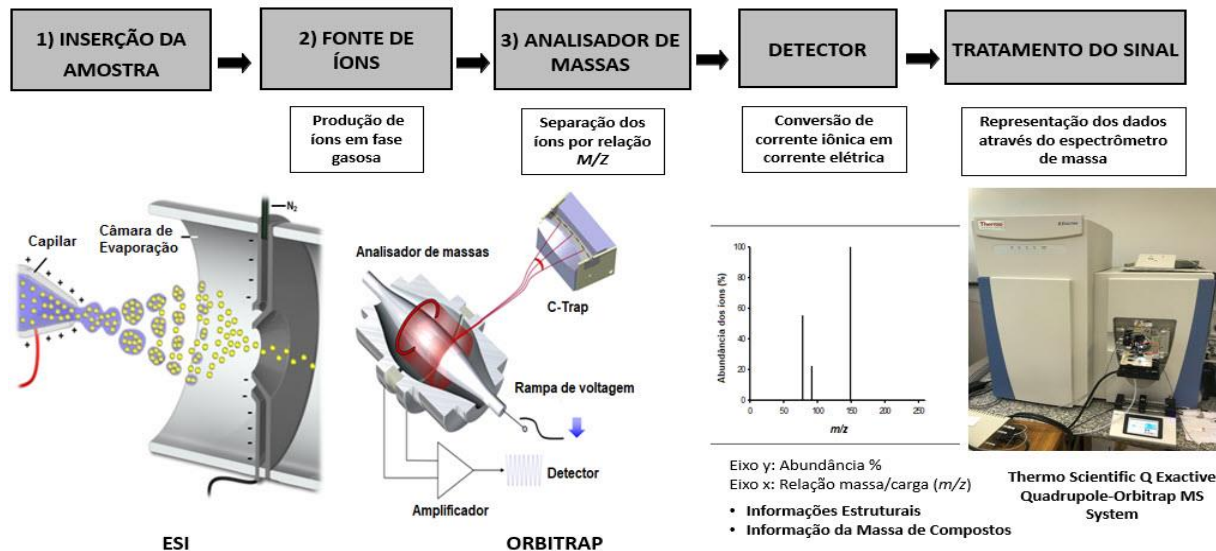 1) INSERÇÃO DA
AMOSTRA
2) FONTE DE
ÍONS
3) ANALISADOR DE
MASSAS
DETECTOR
TRATAMENTO DO SINAL
Produção de
íons em fase
gasosa
Separação dos
íons por relação
M/Z
Conversão de
corrente iônica em
corrente elétrica
Representação dos dados
através do espectrômetro
de massa
N₂
Capilar
Câmara de
Evaporação
ESI
Analisador de massas
C-Trap
Rampa de voltagem
Detector
Amplificador
ORBITRAP
Abundância dos íons (%)
100
80
60
40
20
0
0 50 100 150 200 250
m/z
Eixo y: Abundância %
Eixo x: Relação massa/carga (m/z)
• Informações Estruturais
• Informação da Massa de Compostos
Thermo
Thermo Scientific Q Exactive
Quadrupole-Orbitrap MS
System